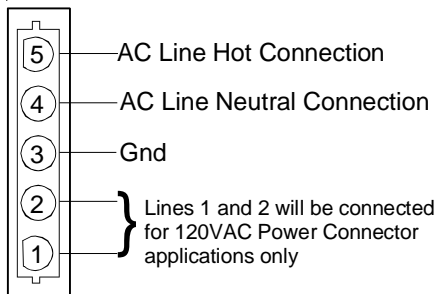 5 AC Line Hot Connection
4 AC Line Neutral Connection
3 Gnd
2
1
Lines 1 and 2 will be connected
for 120VAC Power Connector
applications only